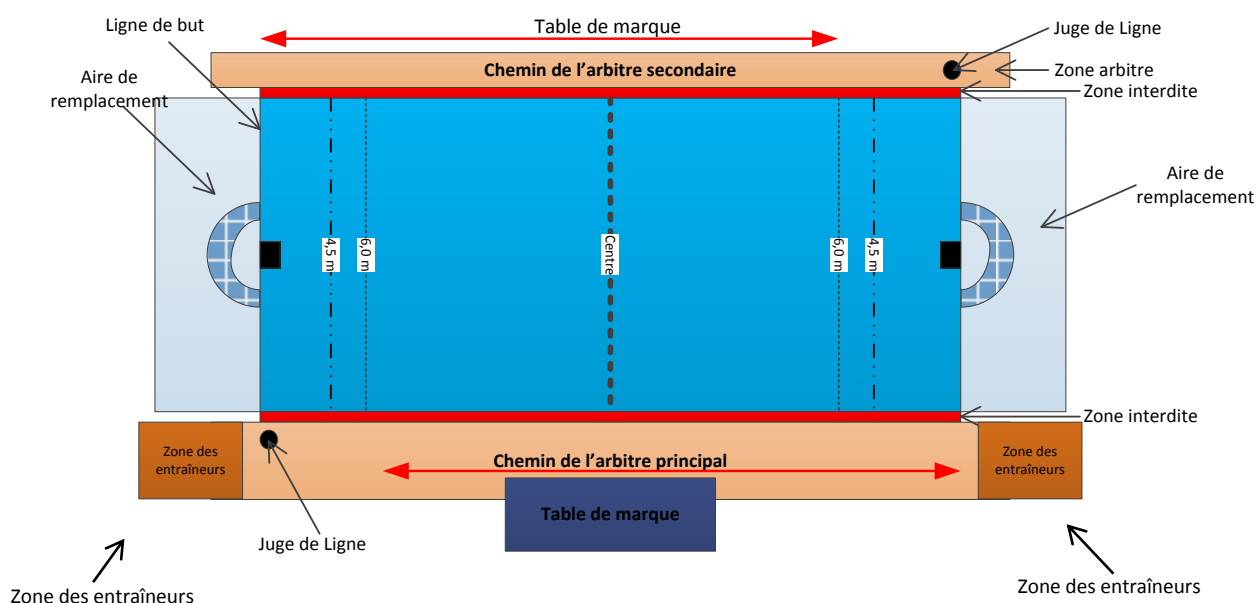 Table de marque
Ligne de but
Juge de Ligne
Chemin de l'arbitre secondaire
Zone arbitre
Aire de
remplacement
Zone interdite
Aire de
remplacement
4,5 m
6,0 m
Centre
6,0 m
4,5 m
Zone interdite
Zone des
entraîneurs
Chemin de l'arbitre principal
Zone des
entraîneurs
Table de marque
Juge de Ligne
Zone des entraîneurs
Zone des entraîneurs